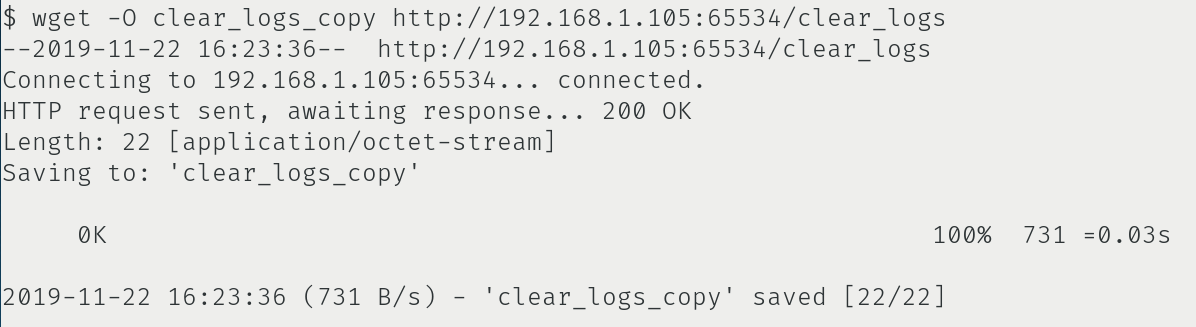 $ wget -O clear_logs_copy http://192.168.1.105:65534/clear_logs
--2019-11-22 16:23:36--  http://192.168.1.105:65534/clear_logs
Connecting to 192.168.1.105:65534... connected.
HTTP request sent, awaiting response... 200 OK
Length: 22 [application/octet-stream]
Saving to: 'clear_logs_copy'
     0K                                                       100%  731 =0.03s
2019-11-22 16:23:36 (731 B/s) - 'clear_logs_copy' saved [22/22]